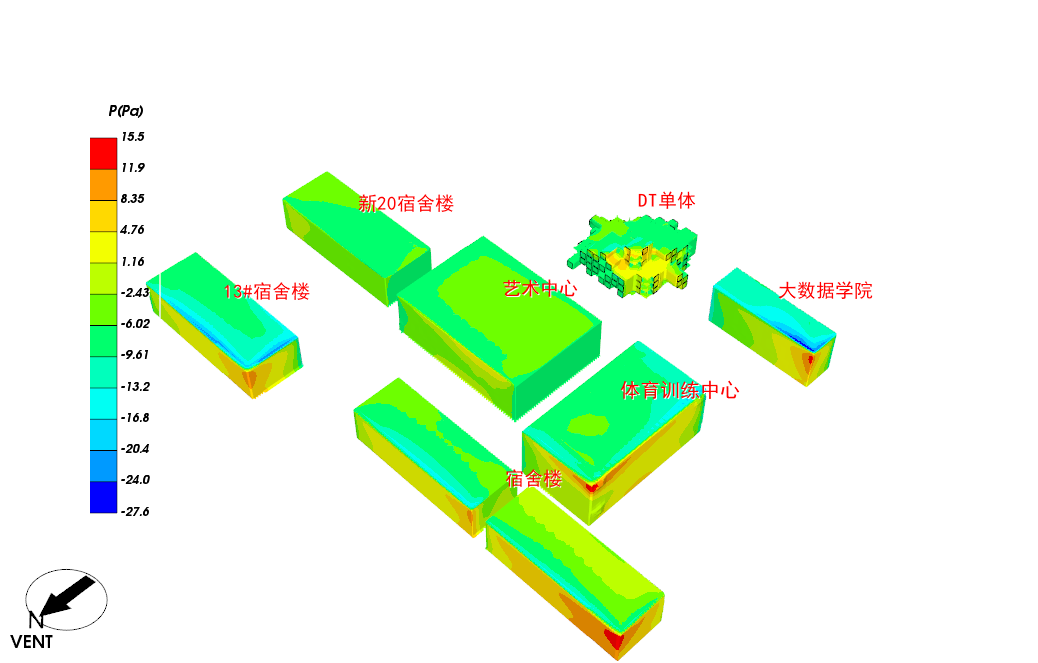 P(Pa)
15.5
11.9
8.35
4.76
1.16
-2.43
-6.02
-9.61
-13.2
-16.8
-20.4
-24.0
-27.6
新20宿舍楼
DT单体
13#宿舍楼
艺术中心
大数据学院
体育训练中心
宿舍楼
N
VENT